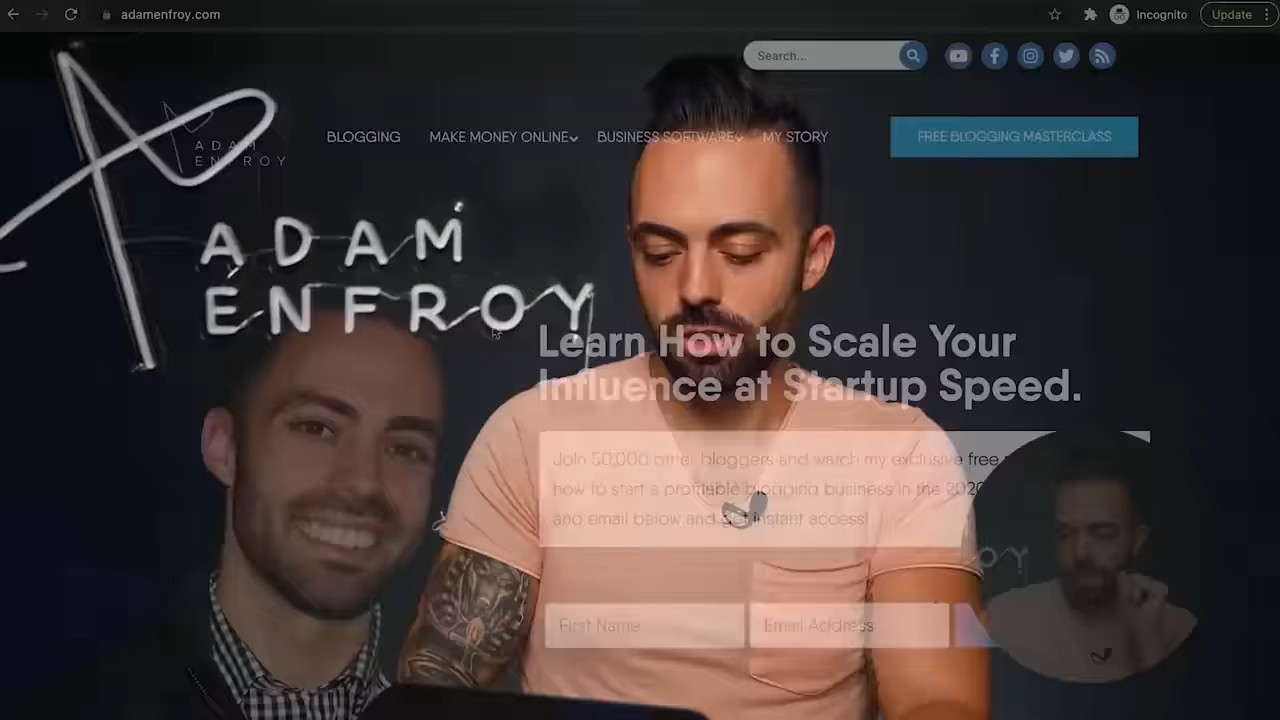 adamenfroy.com
Incognito
Update
Search...
ADAM
ENFROY
BLOGGING
MAKE MONEY ONLINE
BUSINESS SOFTWARE
MY STORY
FREE BLOGGING MASTERCLASS
ADAM
ENFROY
Learn How to Scale Your
Influence at Startup Speed.
Join 50,000 other bloggers and watch my exclusive free
how to start a profitable blogging business in the 2020
and email below and get instant access!
OY
First Name
Email Address